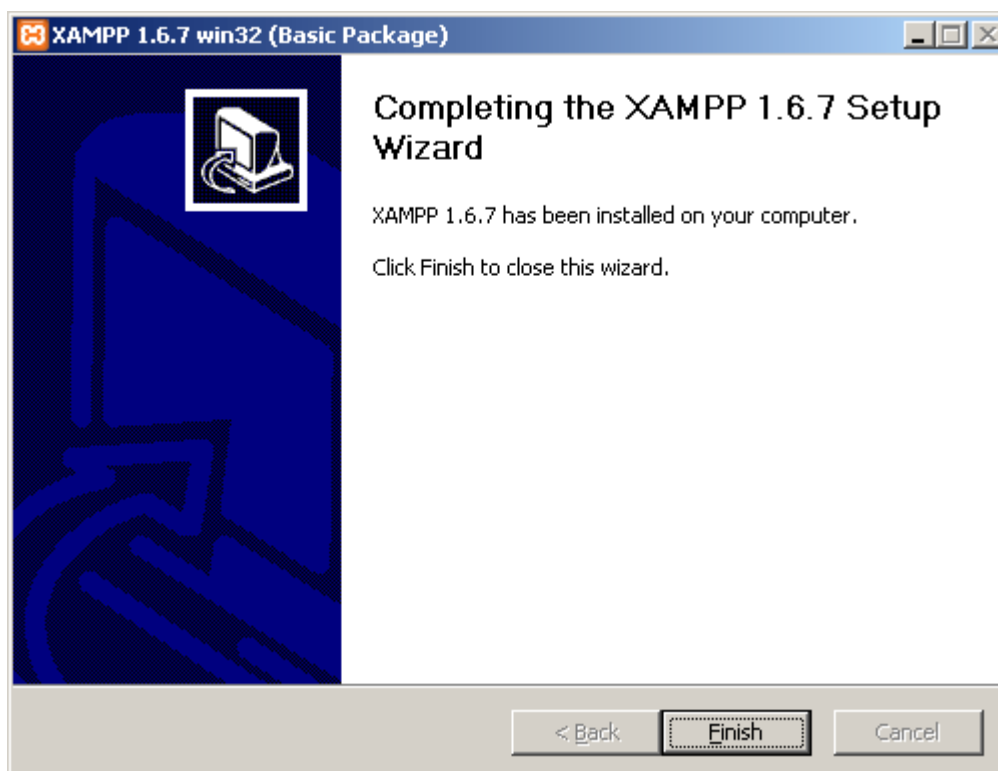 XAMPP 1.6.7 win32 (Basic Package)
Completing the XAMPP 1.6.7 Setup
Wizard
XAMPP 1.6.7 has been installed on your computer.
Click Finish to close this wizard.
< Back Finish Cancel